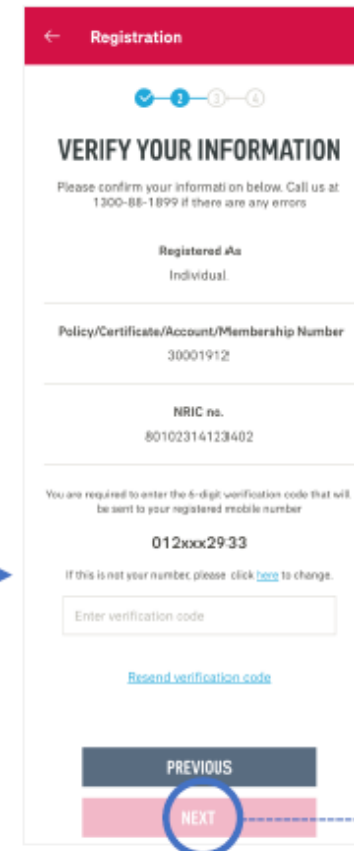 Registration
2 3 4
VERIFY YOUR INFORMATION
Please confirm your information below. Call us at
1300-88-1899 if there are any errors
Registered As
Individual.
Policy/Certificate/Account/Membership Number
30001912
NRIC no.
80102314123402
You are required to enter the 6-digit verification code that will
be sent to your registered mobile number
012xxx2933
If this is not your number, please click here to change.
Enter verification code
Resend verification code
PREVIOUS
NEXT